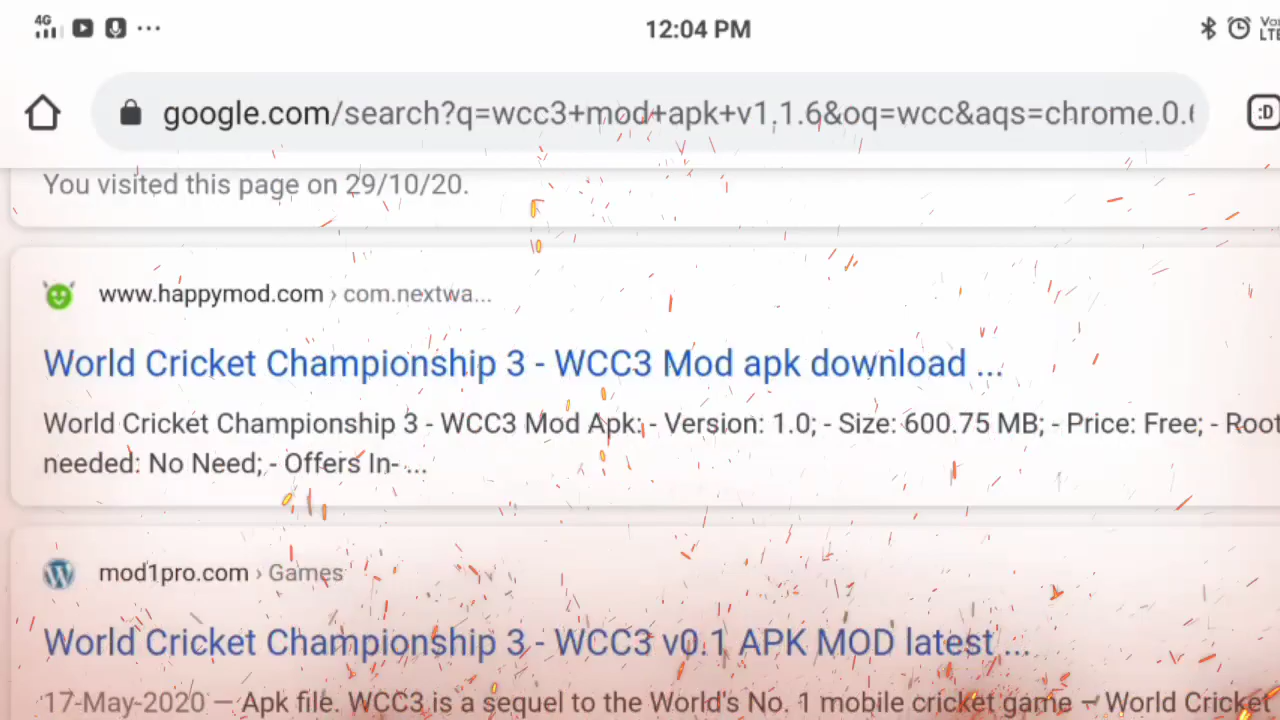 4G
12:04 PM
Vo
LTE
google.com/search?q=wcc3+mod+apk+v1.1.6&oq=wcc&aqs=chrome.0.6
:D
You visited this page on 29/10/20.
www.happymod.com › com.nextwa...
World Cricket Championship 3 - WCC3 Mod apk download ...
World Cricket Championship 3 - WCC3 Mod Apk: - Version: 1.0; - Size: 600.75 MB; - Price: Free; - Root
needed: No Need; - Offers In- ...
mod1pro.com › Games
World Cricket Championship 3 - WCC3 v0.1 APK MOD latest ...
17-May-2020 — Apk file. WCC3 is a sequel to the World's No. 1 mobile cricket game – World Cricket